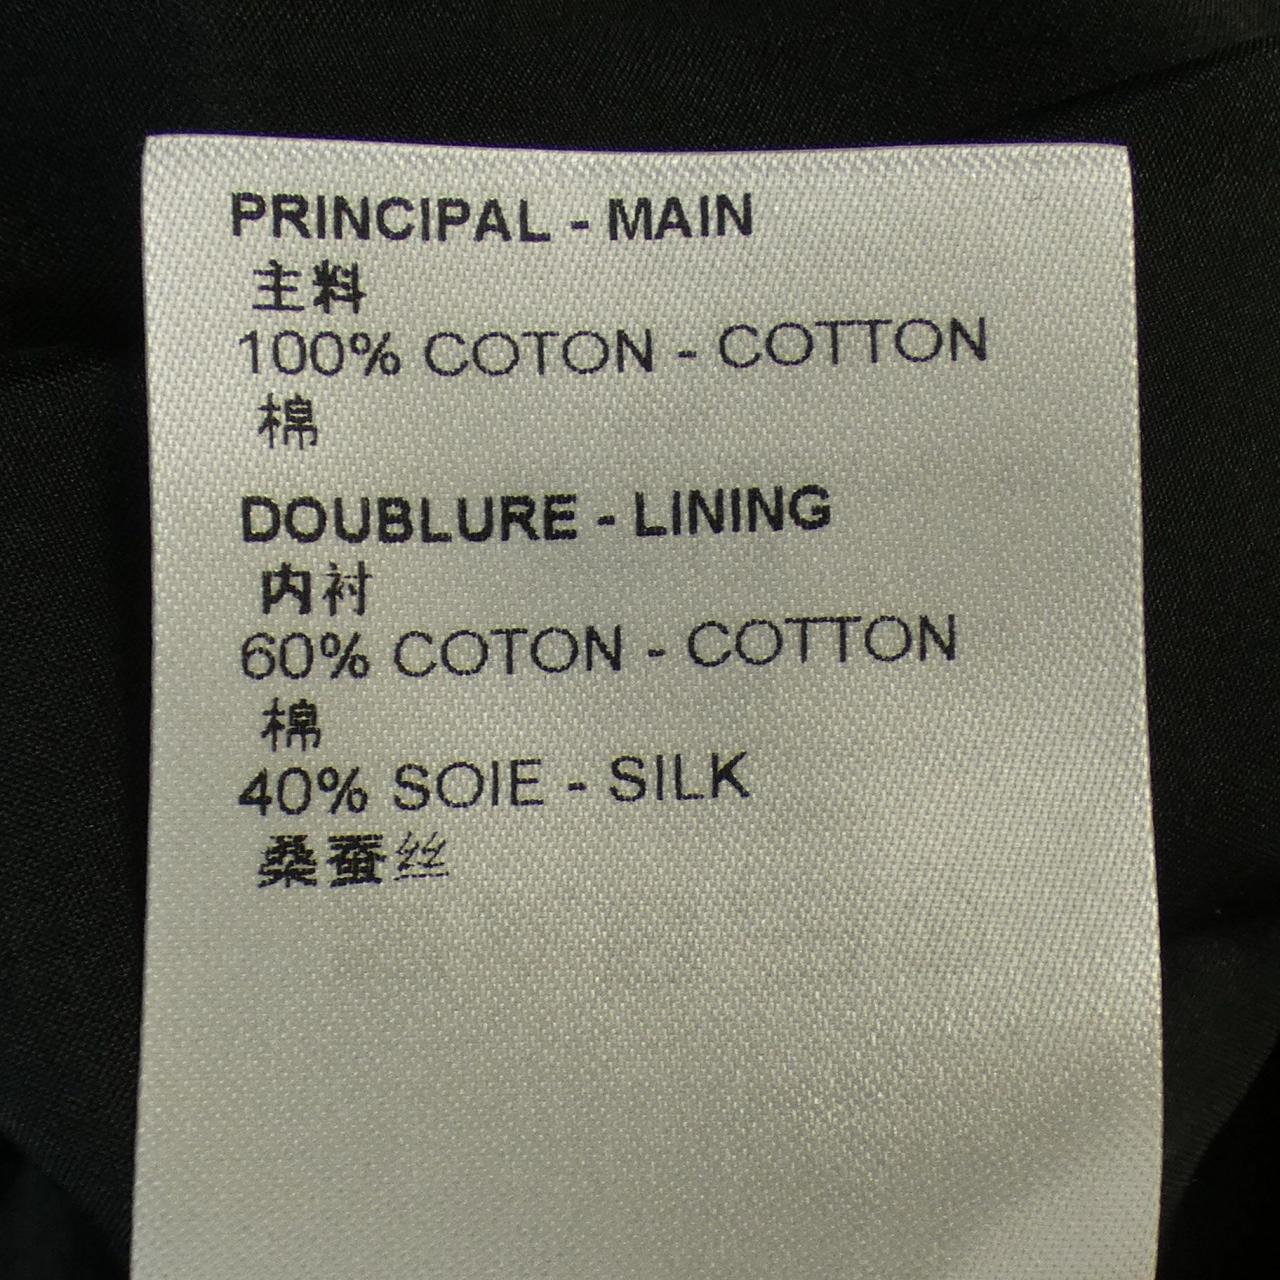 PRINCIPAL - MAIN
主料
100% COTON - COTTON
棉
DOUBLURE - LINING
内衬
60% COTON - COTTON
棉
40% SOIE - SILK
桑蚕丝